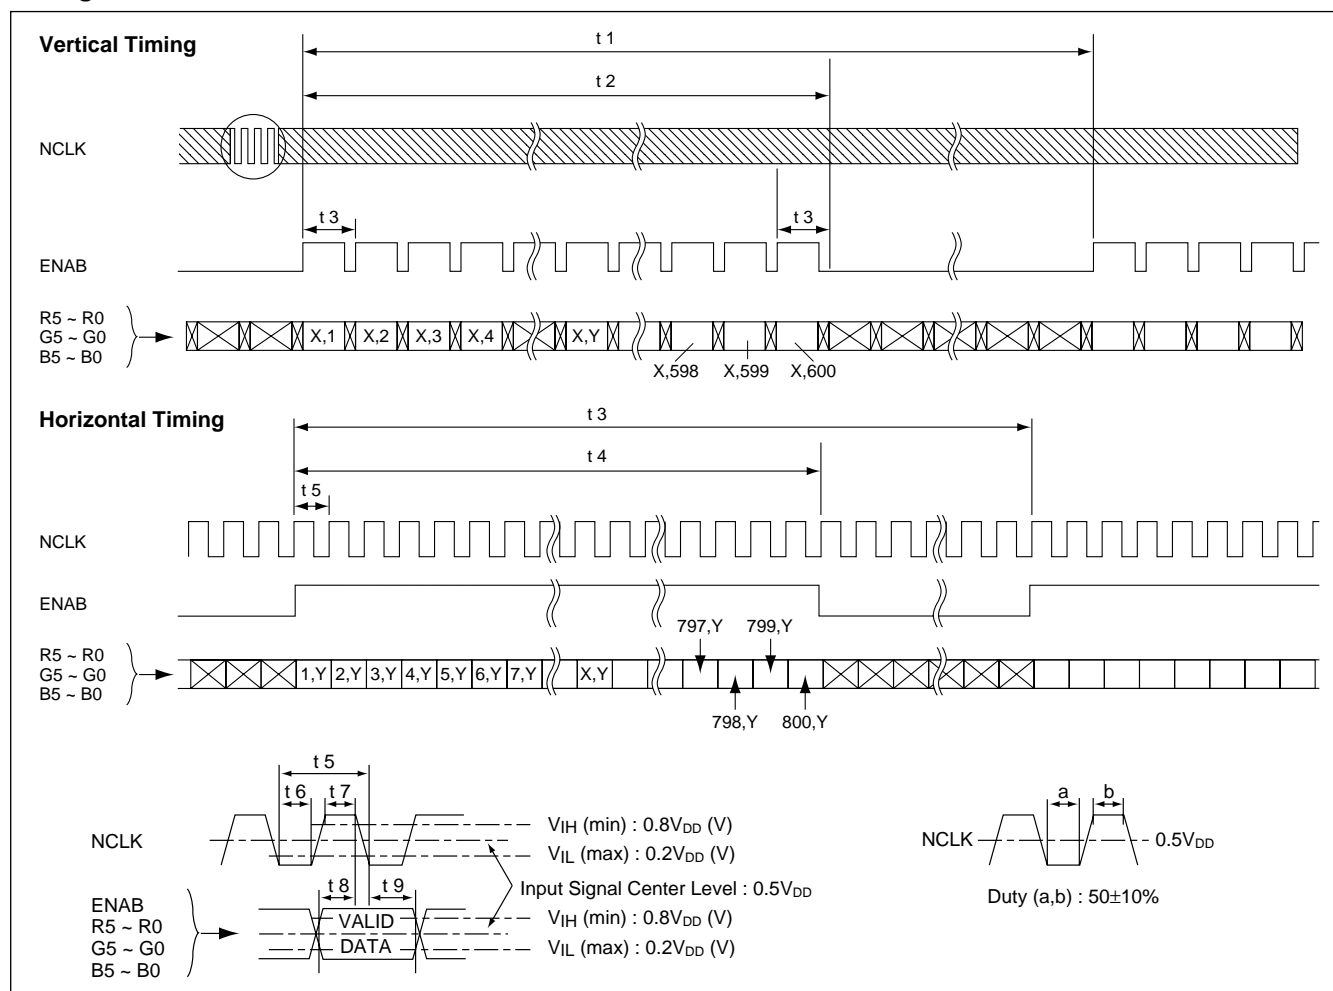 Vertical Timing
t 1
t 2
NCLK
t 3
t 3
ENAB
R5 ~ R0
G5 ~ G0
B5 ~ B0
X,1 X,2 X,3 X,4 X,Y
X,598 X,599 X,600
Horizontal Timing
t 3
t 4
t 5
NCLK
ENAB
797,Y 799,Y
R5 ~ R0
G5 ~ G0
B5 ~ B0
1,Y 2,Y 3,Y 4,Y 5,Y 6,Y 7,Y X,Y
798,Y 800,Y
t 5
t 6 t 7
NCLK
VIH (min) : 0.8VDD (V)
VIL (max) : 0.2VDD (V)
Input Signal Center Level : 0.5VDD
t 8 t 9
ENAB
R5 ~ R0
G5 ~ G0
B5 ~ B0
VALID
DATA
VIH (min) : 0.8VDD (V)
VIL (max) : 0.2VDD (V)
a b
NCLK
0.5VDD
Duty (a,b) : 50±10%